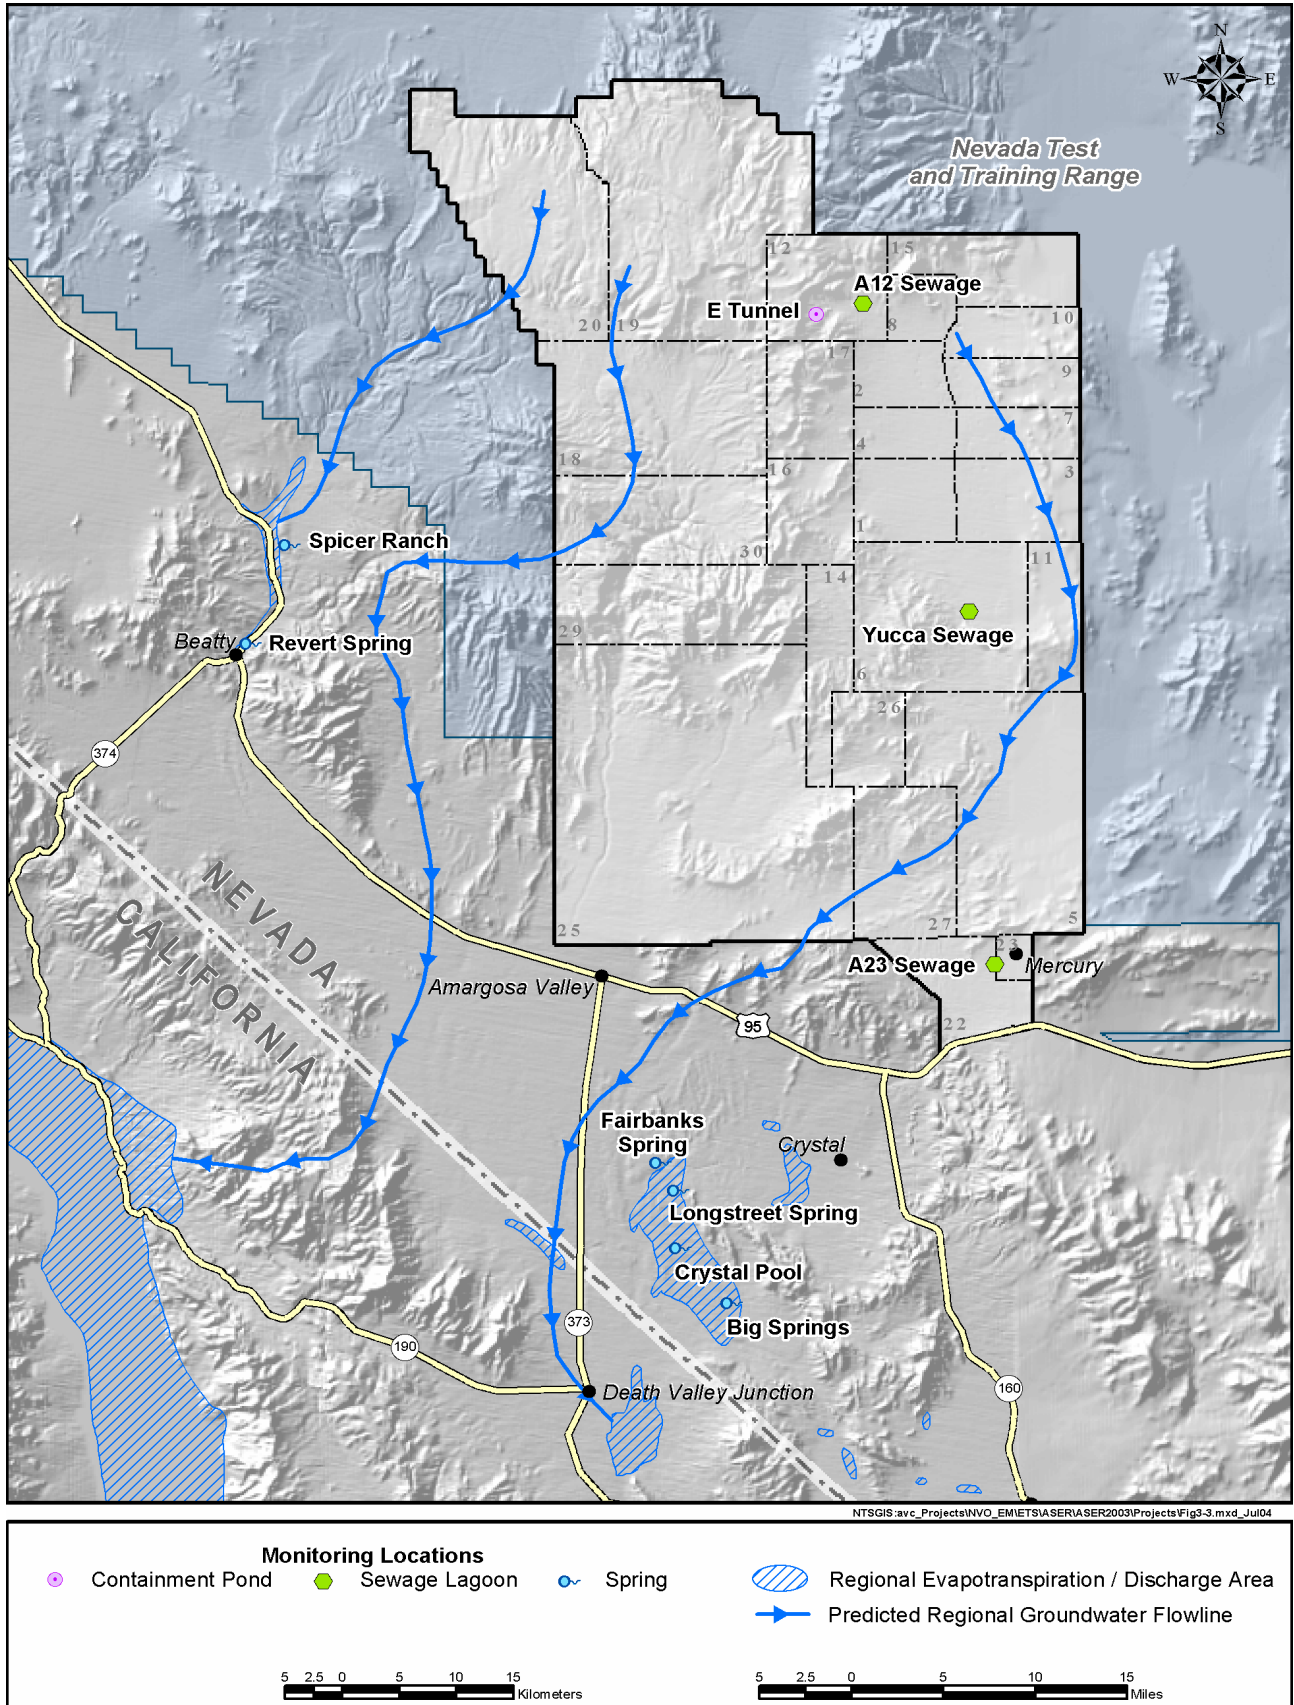 N
W E
S
Nevada Test
and Training Range
12
15
A12 Sewage
E Tunnel
20
19
8
10
17
9
2
7
4
18
16
3
1
Spicer Ranch
30
14
11
Yucca Sewage
29
Beatty
Revert Spring
6
26
374
NEVADA
CALIFORNIA
25
27
5
23
A23 Sewage
Mercury
Amargosa Valley
95
22
Fairbanks
Spring
Crystal
Longstreet Spring
Crystal Pool
Big Springs
373
190
Death Valley Junction
160
NTSGIS:avc_Projects\NVO_EM\ETS\ASER\ASER2003\Projects\Fig3-3.mxd_Jul04
Monitoring Locations
Containment Pond
Sewage Lagoon
Spring
Regional Evapotranspiration / Discharge Area
Predicted Regional Groundwater Flowline
5 2.5 0 5 10 15
Kilometers
5 2.5 0 5 10 15
Miles